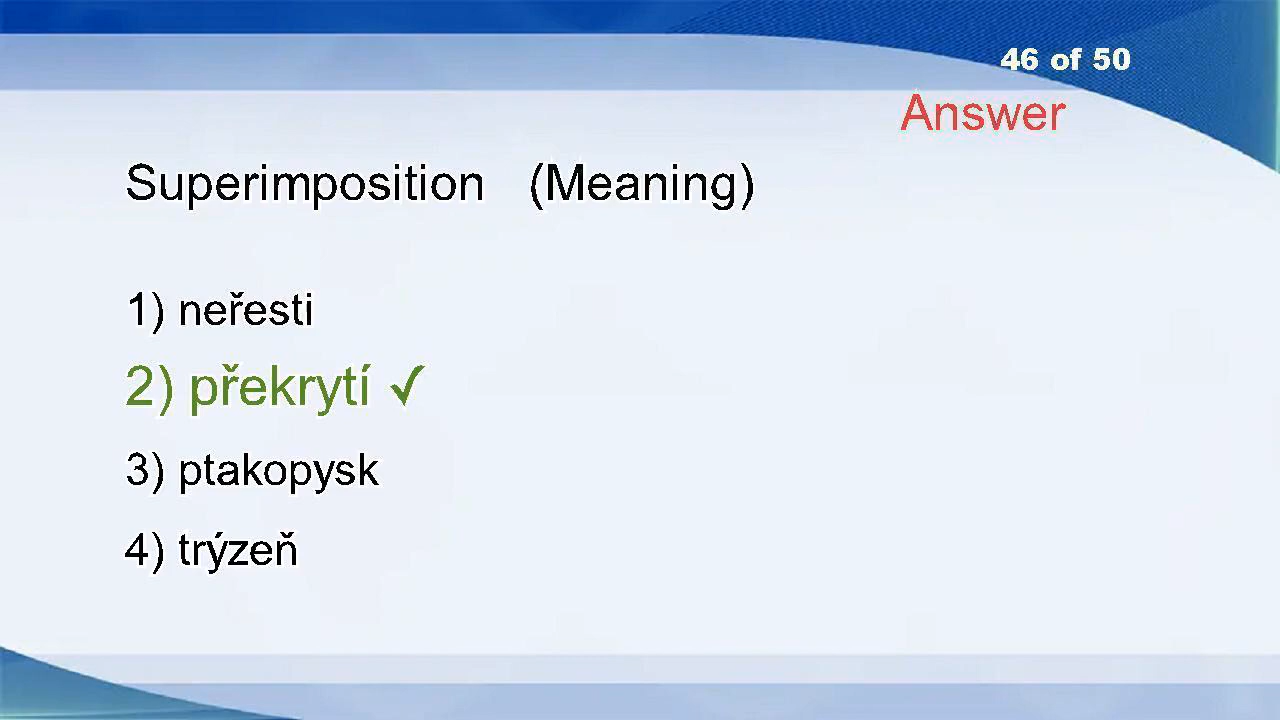 46 of 50
Answer
Superimposition (Meaning)
1) neřesti
2) překrytí ✓
3) ptakopysk
4) trýzeň